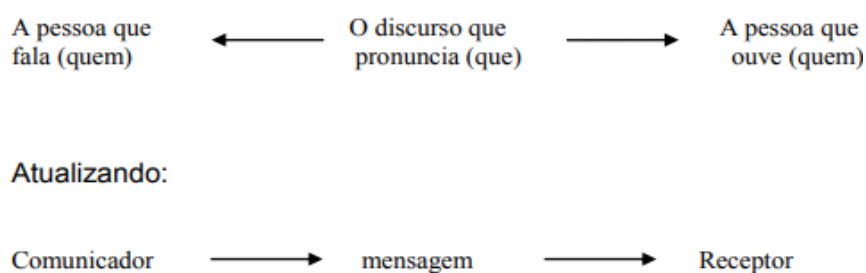 A pessoa que O discurso que A pessoa que
fala (quem) pronuncia (que) ouve (quem)
Atualizando:
Comunicador mensagem Receptor